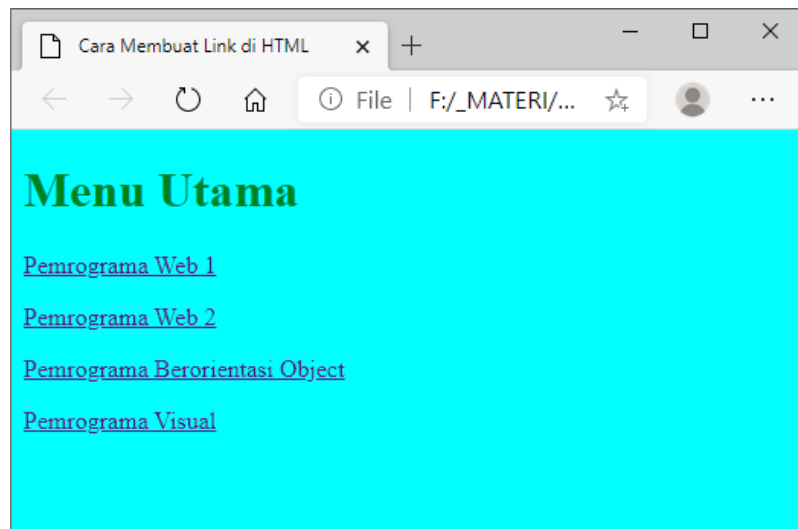 Cara Membuat Link di HTML
File | F:/_MATERI/...
Menu Utama
Pemrograma Web 1
Pemrograma Web 2
Pemrograma Berorientasi Object
Pemrograma Visual